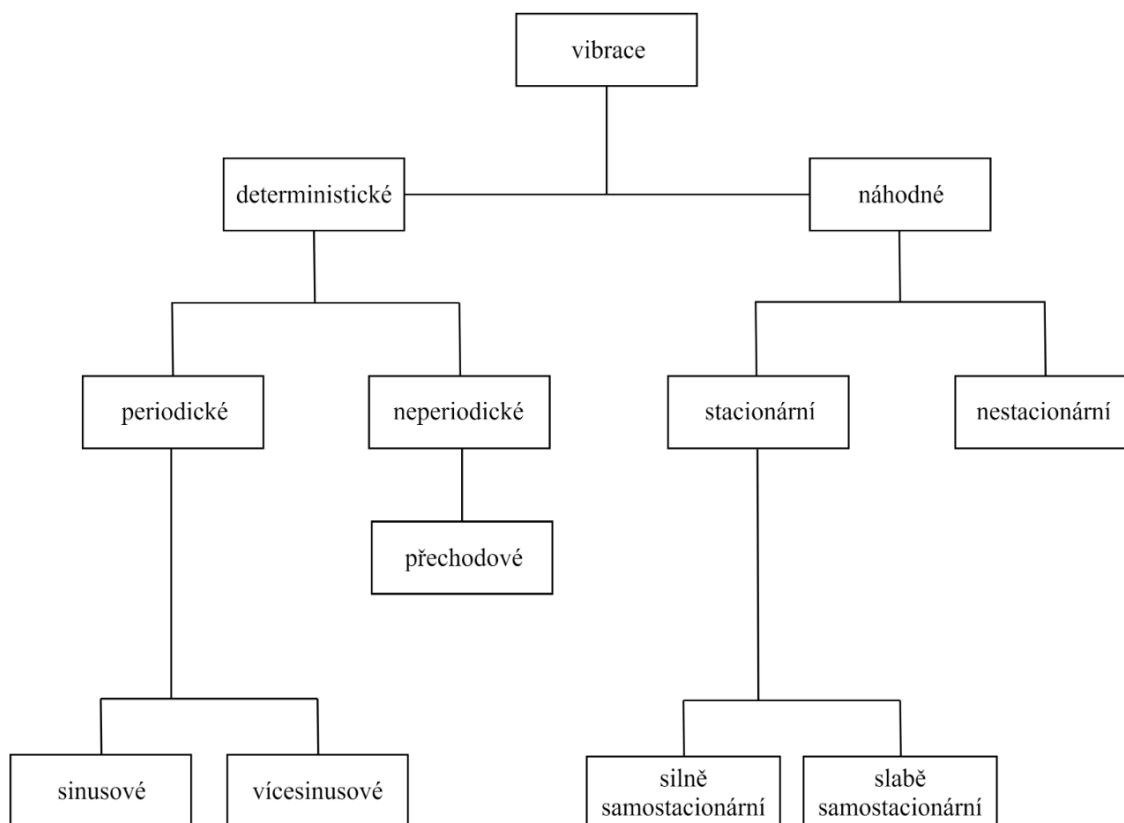 vibrace
deterministické
náhodné
periodické
neperiodické
stacionární
nestacionární
přechodové
sinusové
vícesinusové
silně
samostacionární
slabě
samostacionární